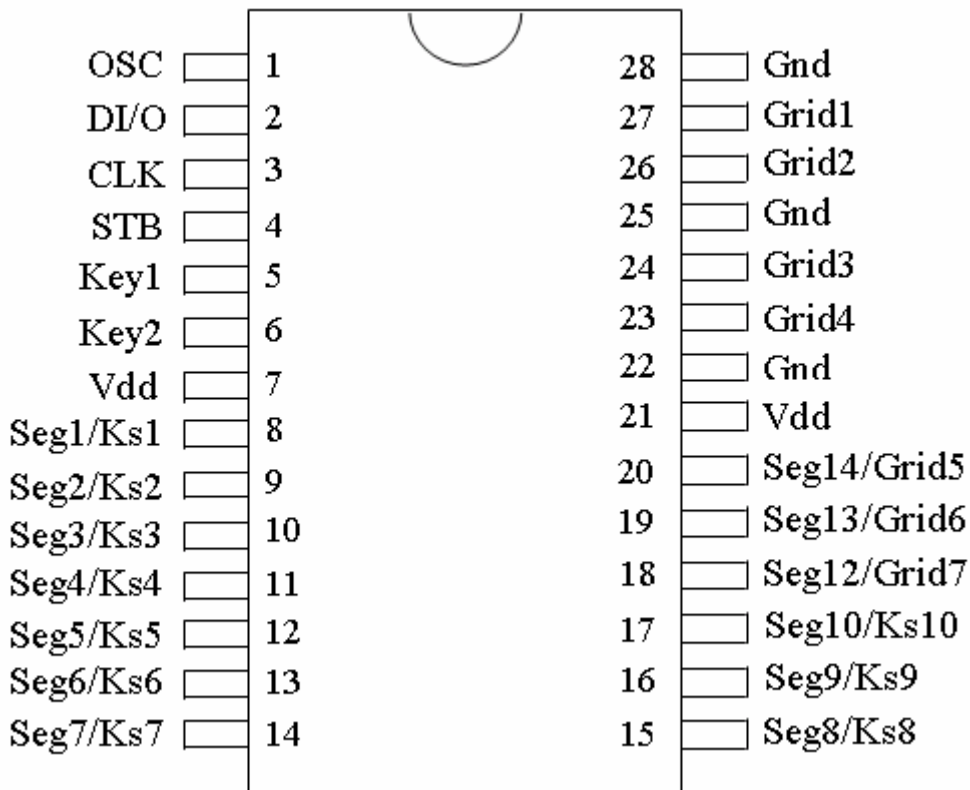 OSC 1 28 Gnd
DI/O 2 27 Grid1
CLK 3 26 Grid2
STB 4 25 Gnd
Key1 5 24 Grid3
Key2 6 23 Grid4
Vdd 7 22 Gnd
Seg1/Ks1 8 21 Vdd
Seg2/Ks2 9 20 Seg14/Grid5
Seg3/Ks3 10 19 Seg13/Grid6
Seg4/Ks4 11 18 Seg12/Grid7
Seg5/Ks5 12 17 Seg10/Ks10
Seg6/Ks6 13 16 Seg9/Ks9
Seg7/Ks7 14 15 Seg8/Ks8